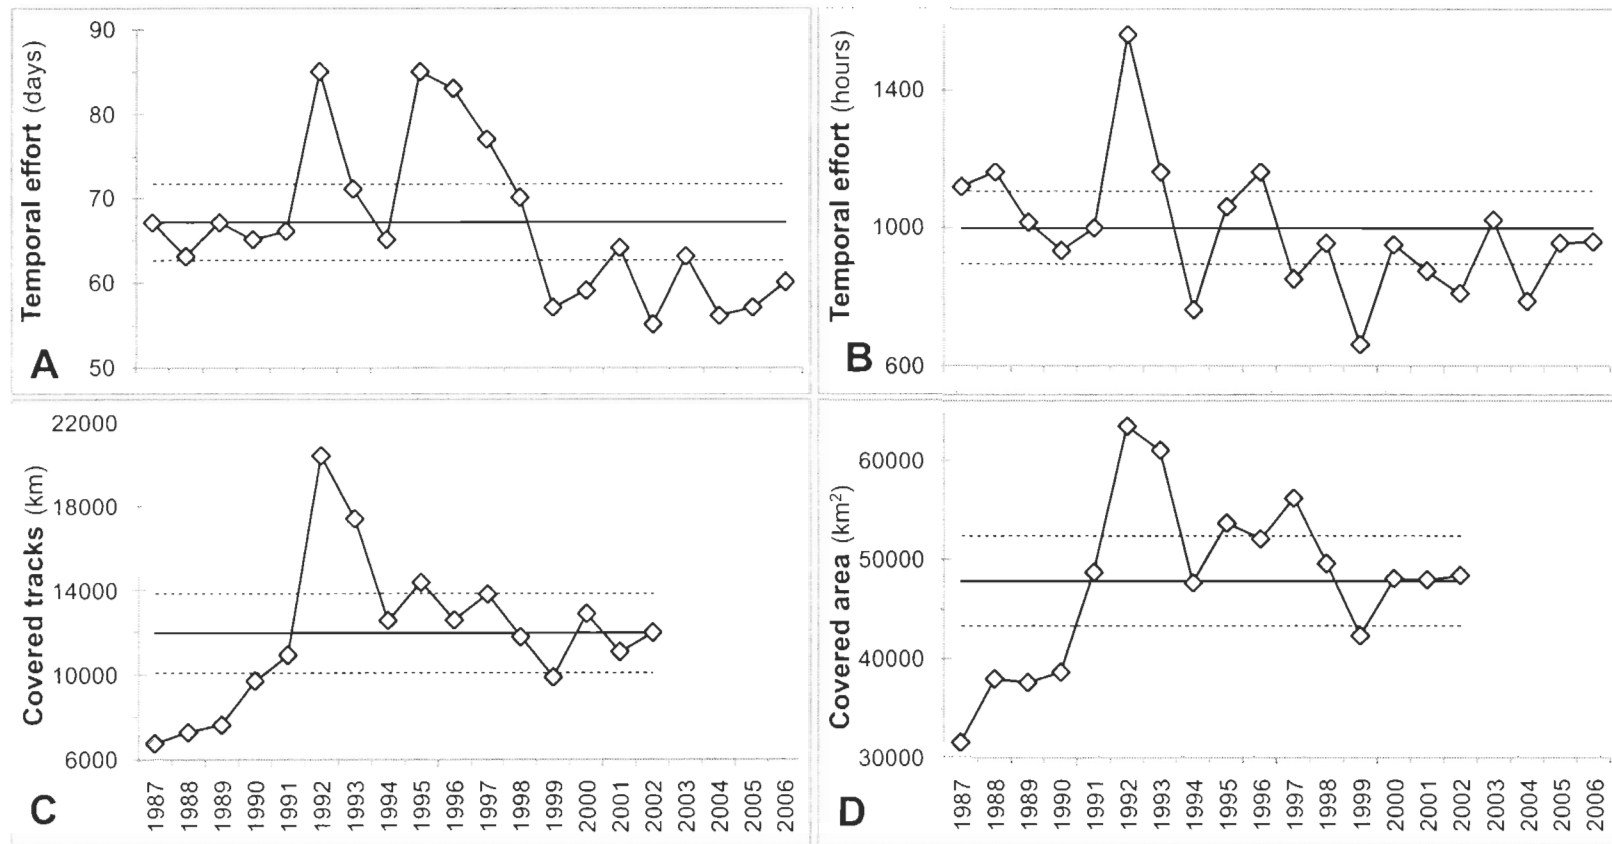 90
80
70
60
50
Temporal effort (days)
A
1400
1000
600
Temporal effort (hours)
B
22000
18000
14000
10000
6000
Covered tracks (km)
C
1987 1988 1989 1990 1991 1992 1993 1994 1995 1996 1997 1998 1999 2000 2001 2002 2003 2004 2005 2006
60000
50000
40000
30000
Covered area (km²)
D
1987 1988 1989 1990 1991 1992 1993 1994 1995 1996 1997 1998 1999 2000 2001 2002 2003 2004 2005 2006